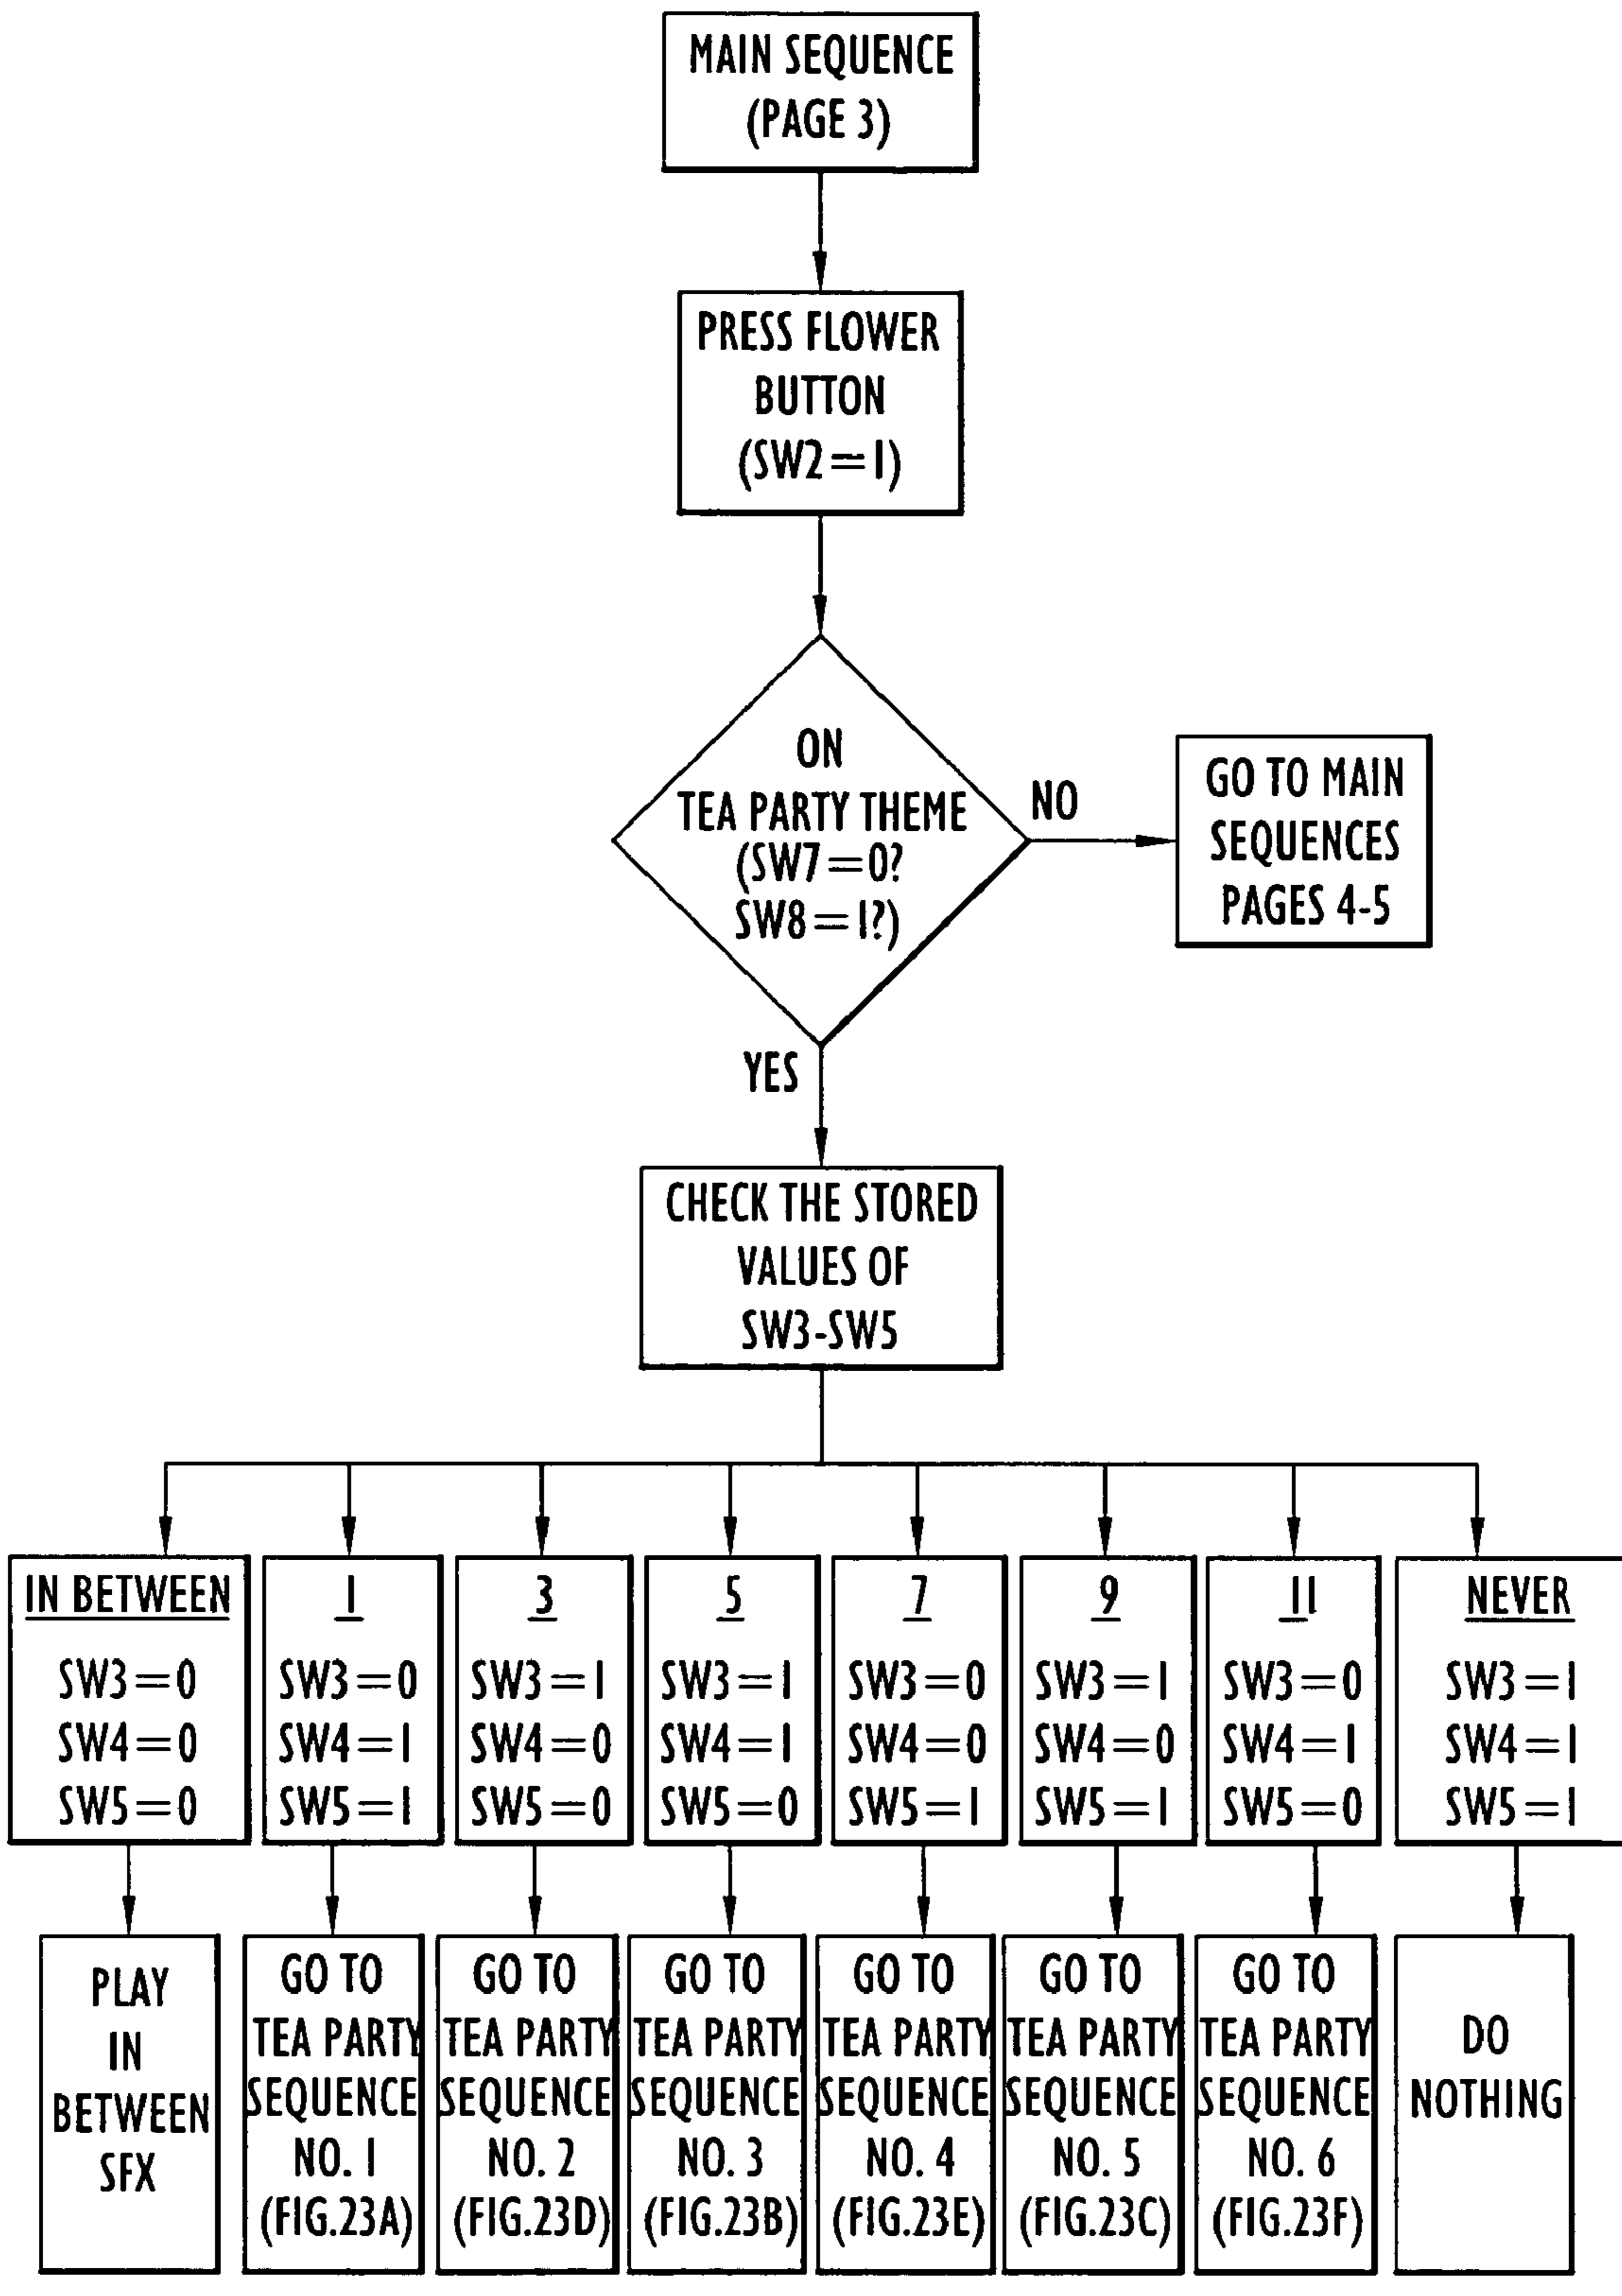 MAIN SEQUENCE
(PAGE 3)
PRESS FLOWER
BUTTON
(SW2=1)
ON
TEA PARTY THEME
(SW7=0?
SW8=1?)
NO
GO TO MAIN
SEQUENCES
PAGES 4-5
YES
CHECK THE STORED
VALUES OF
SW3-SW5
IN BETWEEN
SW3=0
SW4=0
SW5=0
1
SW3=0
SW4=1
SW5=1
3
SW3=1
SW4=0
SW5=0
5
SW3=1
SW4=1
SW5=0
7
SW3=0
SW4=0
SW5=1
9
SW3=1
SW4=0
SW5=1
11
SW3=0
SW4=1
SW5=0
NEVER
SW3=1
SW4=1
SW5=1
PLAY
IN
BETWEEN
SFX
GO TO
TEA PARTY
SEQUENCE
NO. 1
(FIG.23A)
GO TO
TEA PARTY
SEQUENCE
NO. 2
(FIG.23D)
GO TO
TEA PARTY
SEQUENCE
NO. 3
(FIG.23B)
GO TO
TEA PARTY
SEQUENCE
NO. 4
(FIG.23E)
GO TO
TEA PARTY
SEQUENCE
NO. 5
(FIG.23C)
GO TO
TEA PARTY
SEQUENCE
NO. 6
(FIG.23F)
DO
NOTHING